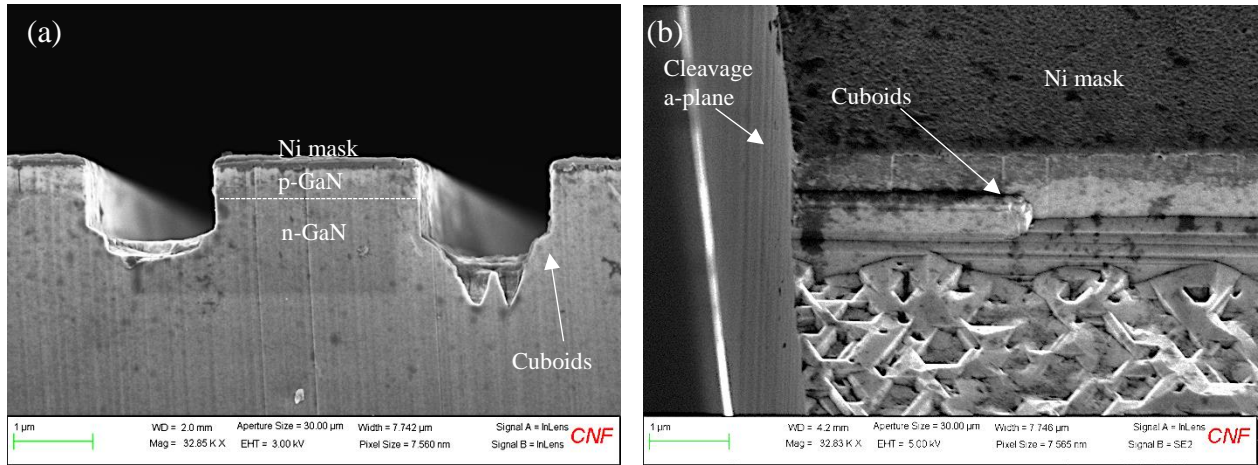 (a)
Ni mask
p-GaN
n-GaN
Cuboids
1 µm
WD = 2.0 mm Aperture Size = 30.00 µm Width = 7.742 µm Signal A = InLens
Mag = 32.85 K X EHT = 3.00 kV Pixel Size = 7.560 nm Signal B = InLens
CNF
(b)
Cleavage
a-plane
Cuboids
Ni mask
1 µm
WD = 4.2 mm Aperture Size = 30.00 µm Width = 7.746 µm Signal A = InLens
Mag = 32.83 K X EHT = 5.00 kV Pixel Size = 7.565 nm Signal B = SE2
CNF